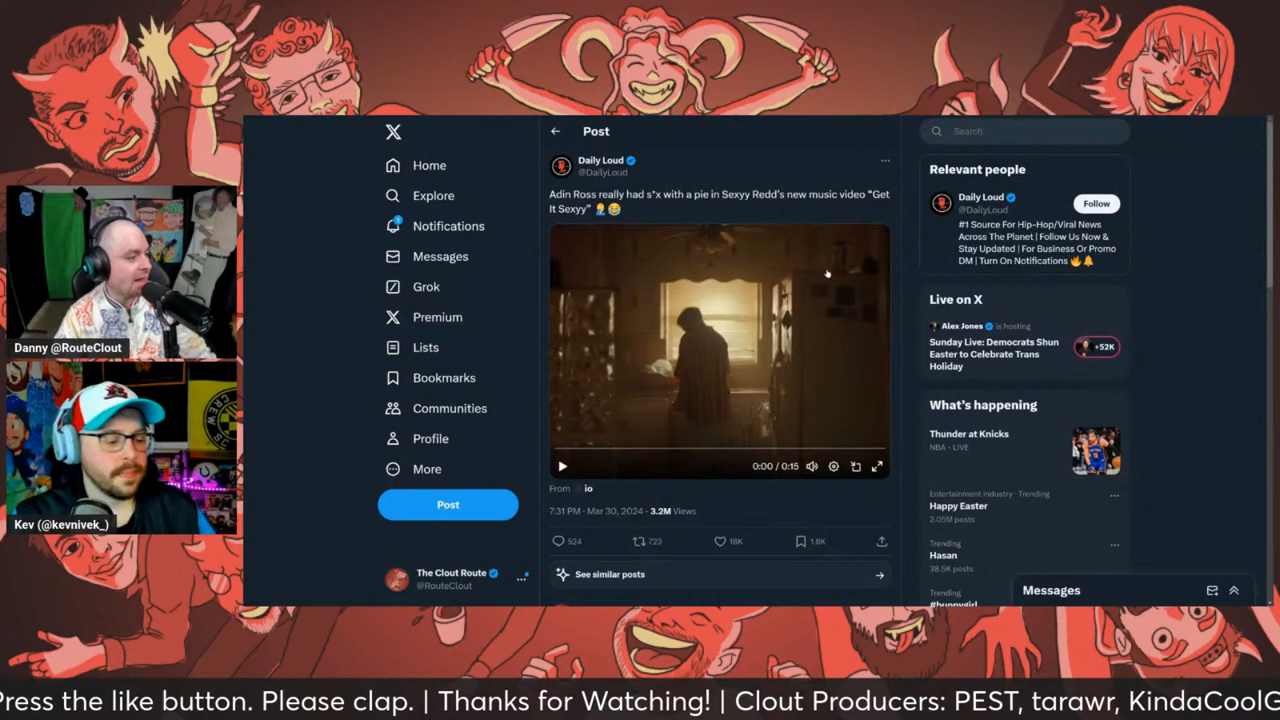 Post
Search
Home
Explore
Notifications
Messages
Grok
Premium
Lists
Bookmarks
Communities
Profile
More
Post
The Clout Route
@RouteClout
Daily Loud
@DailyLoud
Adin Ross really had s*x with a pie in Sexyy Redd's new music video "Get
It Sexyy" 🤦‍♂️😂
0:00 / 0:15
From io
7:31 PM · Mar 30, 2024 · 3.2M Views
524
723
18K
1.8K
See similar posts
Relevant people
Daily Loud
@DailyLoud
Follow
#1 Source For Hip-Hop/Viral News
Across The Planet | Follow Us Now &
Stay Updated | For Business Or Promo
DM | Turn On Notifications 🔥🔔
Live on X
Alex Jones is hosting
Sunday Live: Democrats Shun
Easter to Celebrate Trans
Holiday
+52K
What's happening
Thunder at Knicks
NBA · LIVE
Entertainment industry · Trending
Happy Easter
2.05M posts
Trending
Hasan
38.5K posts
Trending
#bunnygirl
Messages
Danny @RouteClout
CREW
Kev (@kevnivek_)
Press the like button. Please clap. | Thanks for Watching! | Clout Producers: PEST, tarawr, KindaCoolG